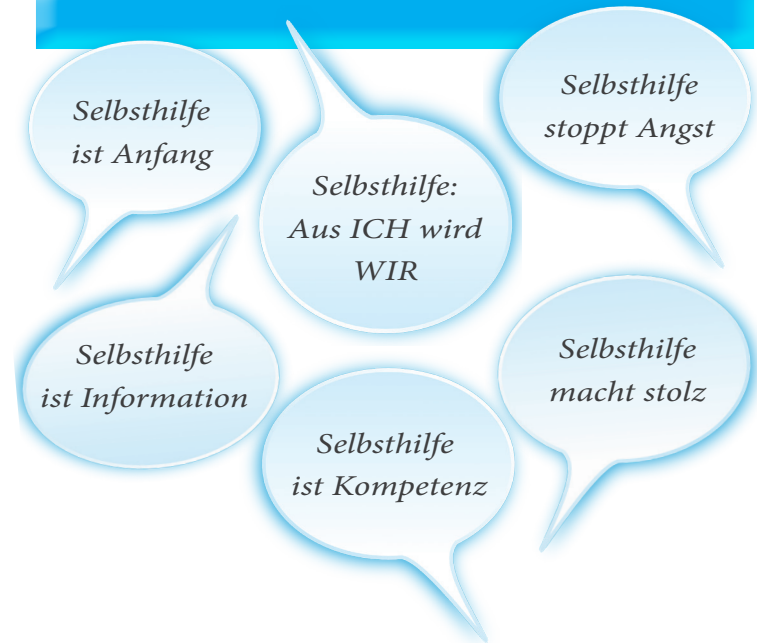 Selbsthilfe
ist Anfang
Selbsthilfe:
Aus ICH wird
WIR
Selbsthilfe
stoppt Angst
Selbsthilfe
ist Information
Selbsthilfe
ist Kompetenz
Selbsthilfe
macht stolz